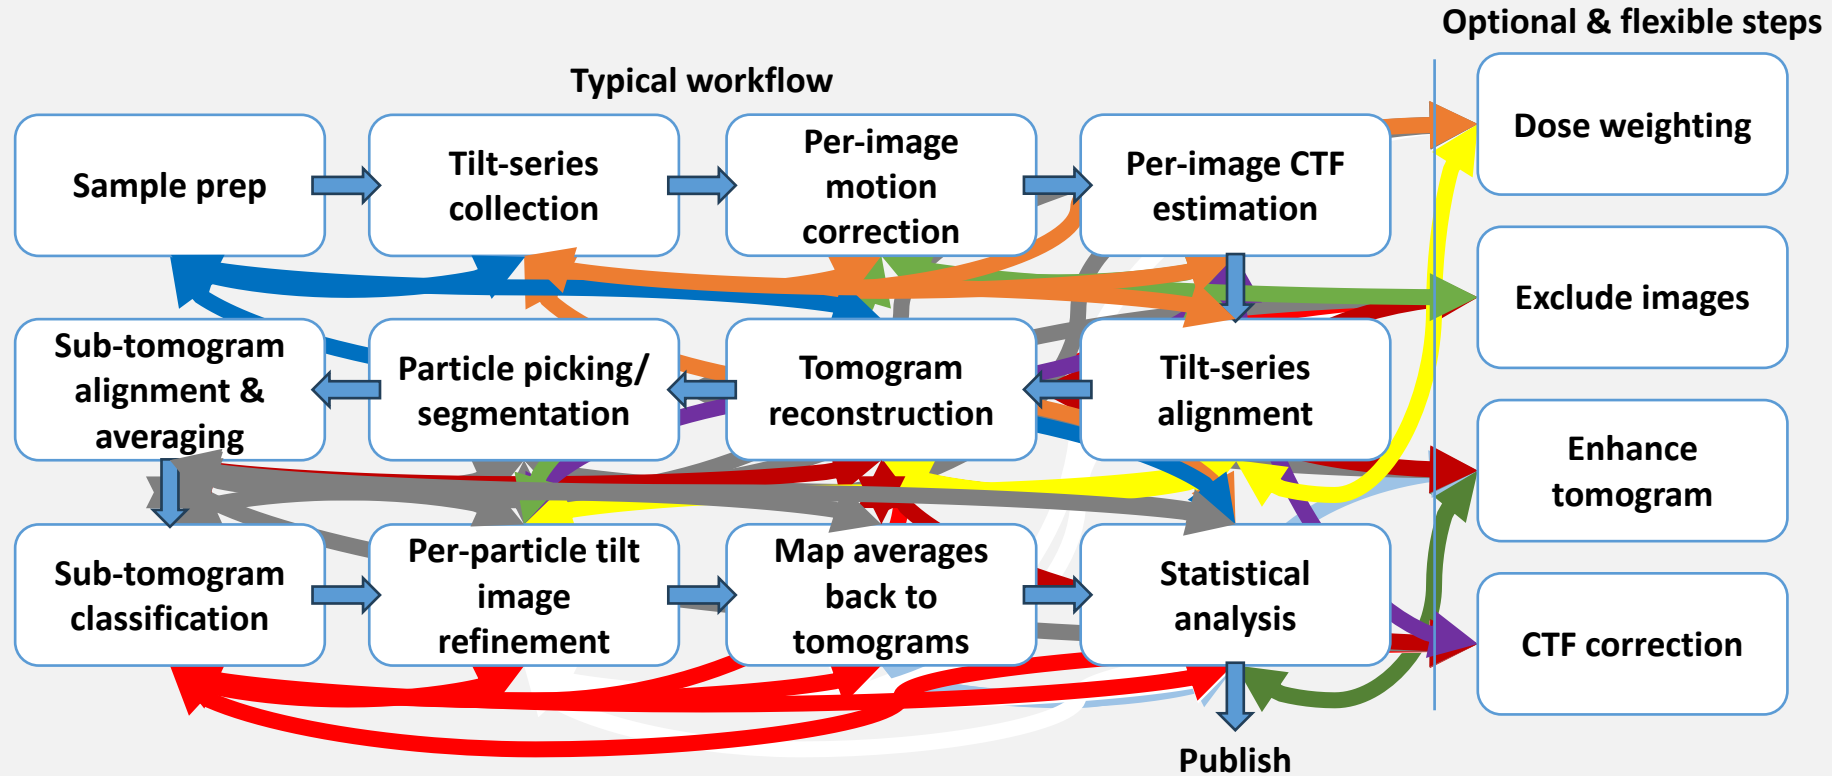 Optional & flexible steps
Typical workflow
Sample prep
Tilt-series
collection
Per-image
motion
correction
Per-image CTF
estimation
Dose weighting
Exclude images
Sub-tomogram
alignment &
averaging
Particle picking/
segmentation
Tomogram
reconstruction
Tilt-series
alignment
Enhance
tomogram
Sub-tomogram
classification
Per-particle tilt
image
refinement
Map averages
back to
tomograms
Statistical
analysis
CTF correction
Publish